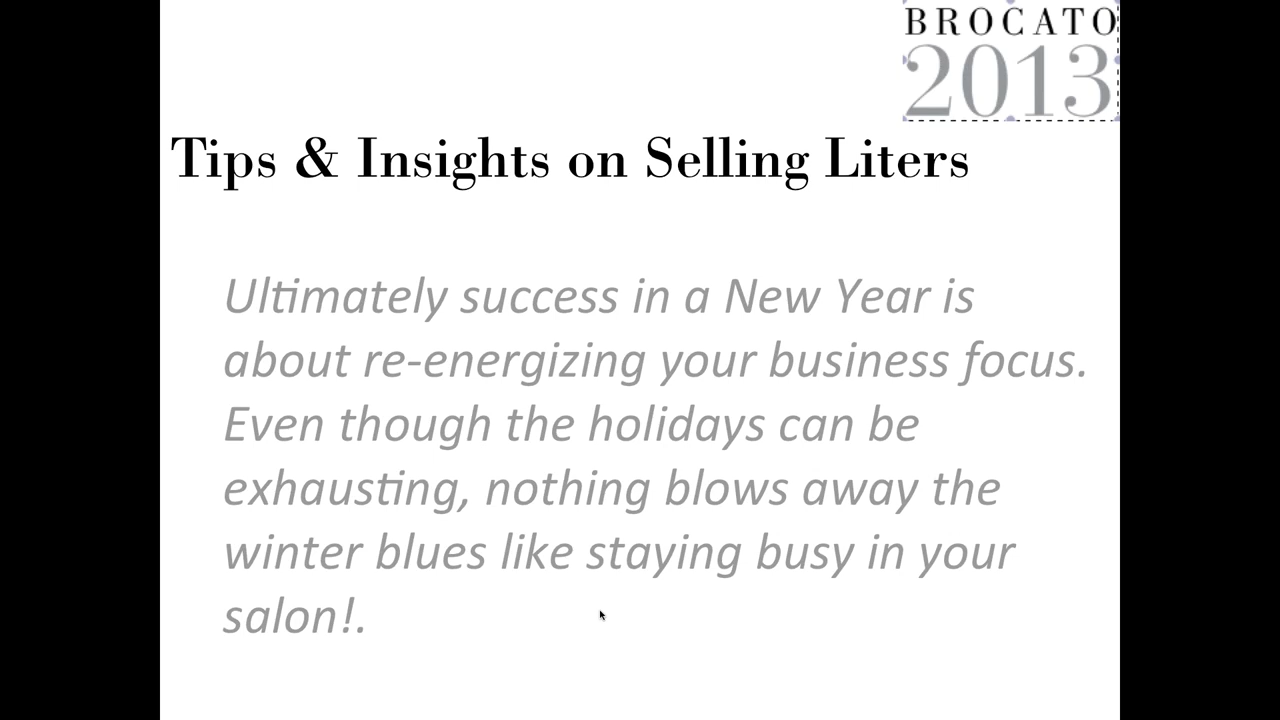 BROCATO
2013
Tips & Insights on Selling Liters
Ultimately success in a New Year is
about re-energizing your business focus.
Even though the holidays can be
exhausting, nothing blows away the
winter blues like staying busy in your
salon!.